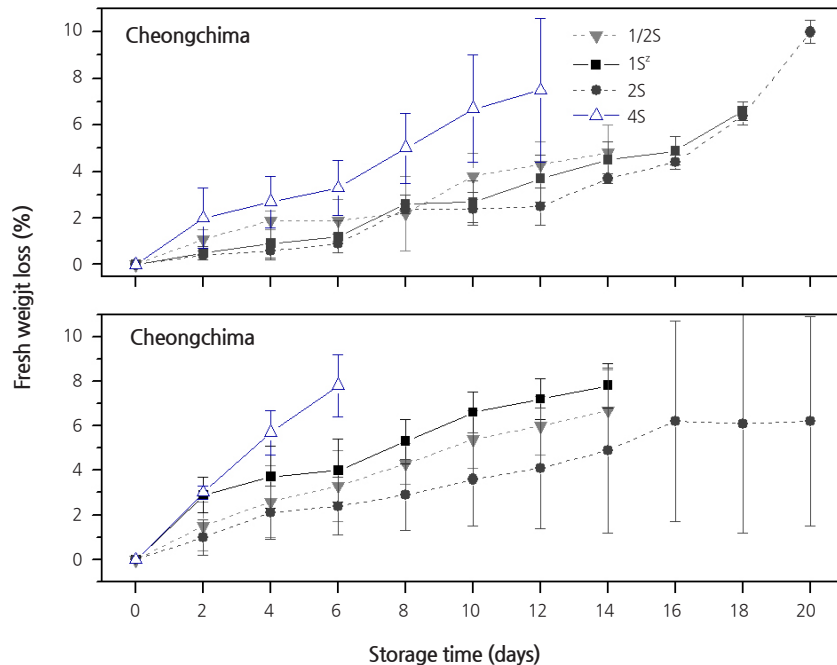 Cheongchima
1/2S
1Sᶻ
2S
4S
10
8
6
4
2
0
Cheongchima
10
8
6
4
2
0
0 2 4 6 8 10 12 14 16 18 20
Fresh weigjt loss (%)
Storage time (days)